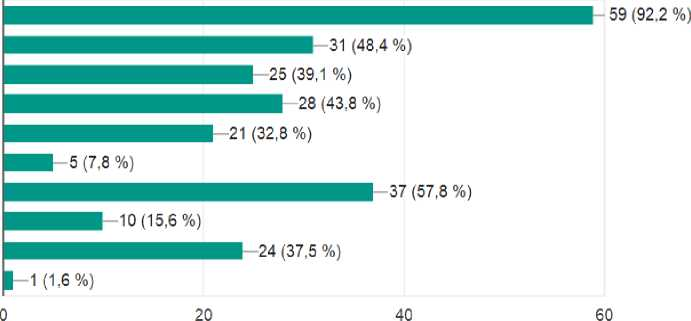 59 (92,2 %)
31 (48,4 %)
25 (39,1 %)
28 (43,8 %)
21 (32,8 %)
5 (7,8 %)
37 (57,8 %)
10 (15,6 %)
24 (37,5 %)
1 (1,6 %)
0 20 40 60